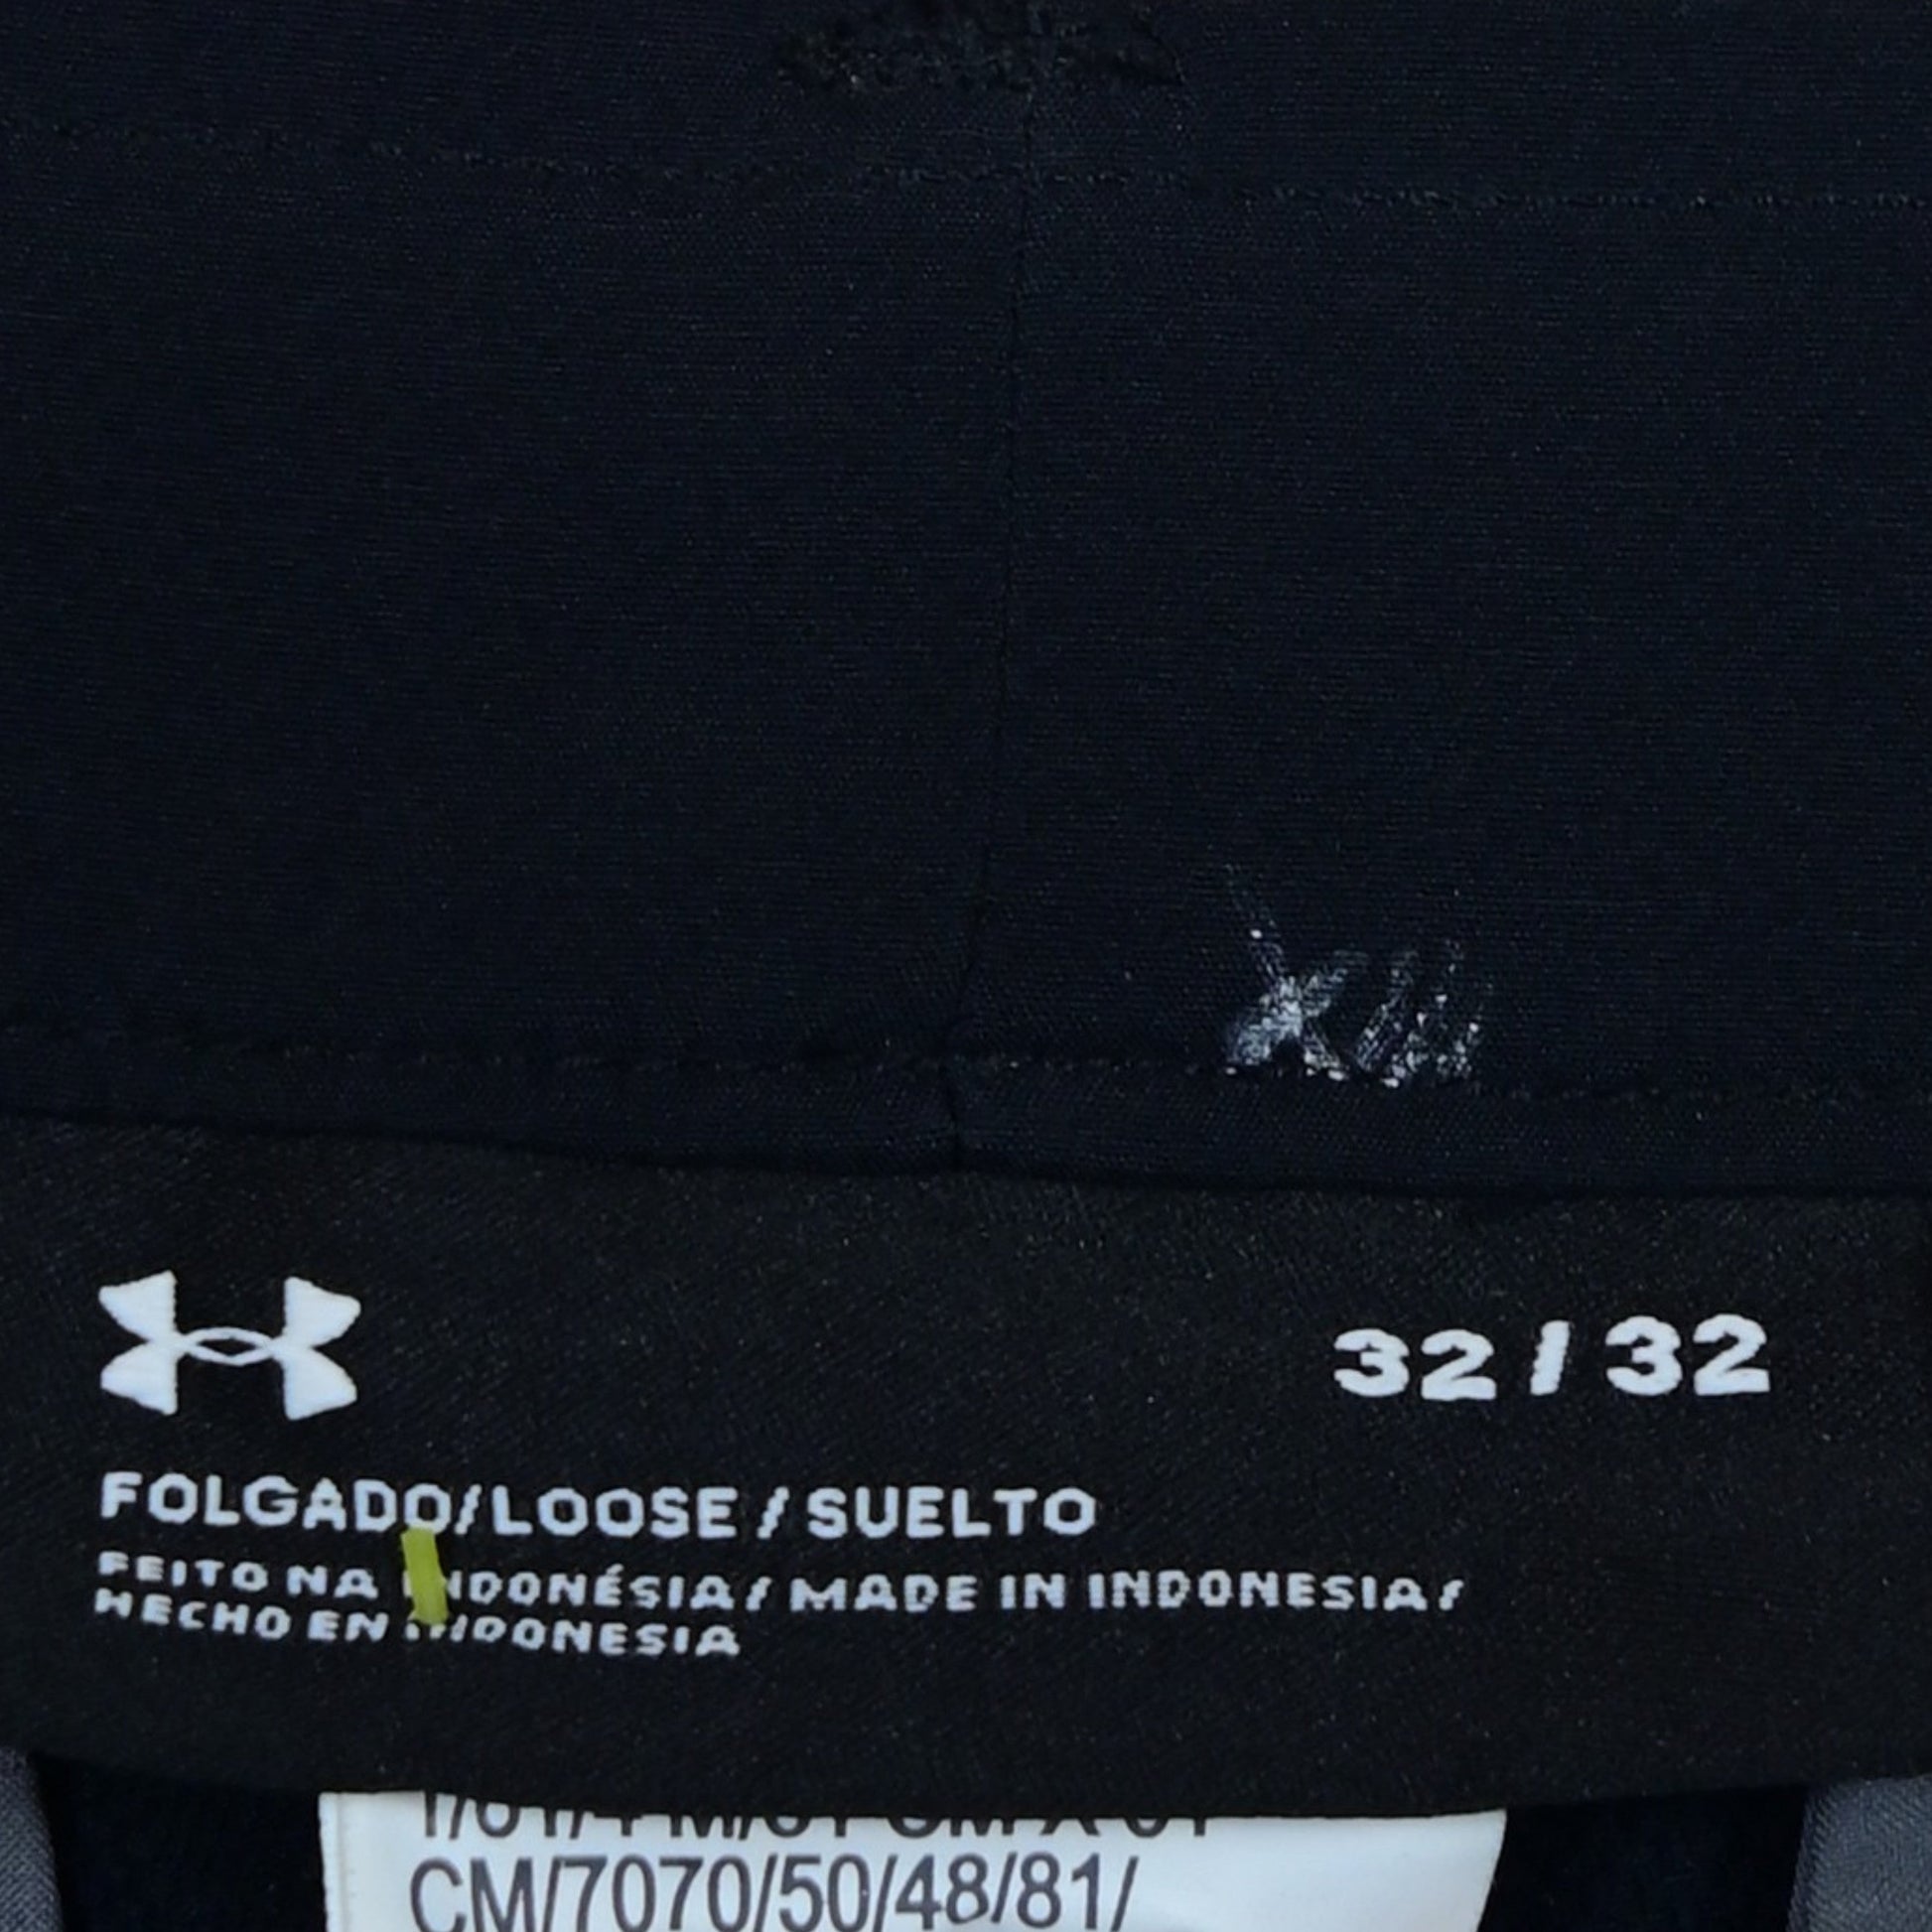 32 / 32
FOLGADO/LOOSE / SUELTO
FEITO NA INDONÉSIA / MADE IN INDONESIA /
HECHO EN INDONESIA
CM/7070/50/48/81/